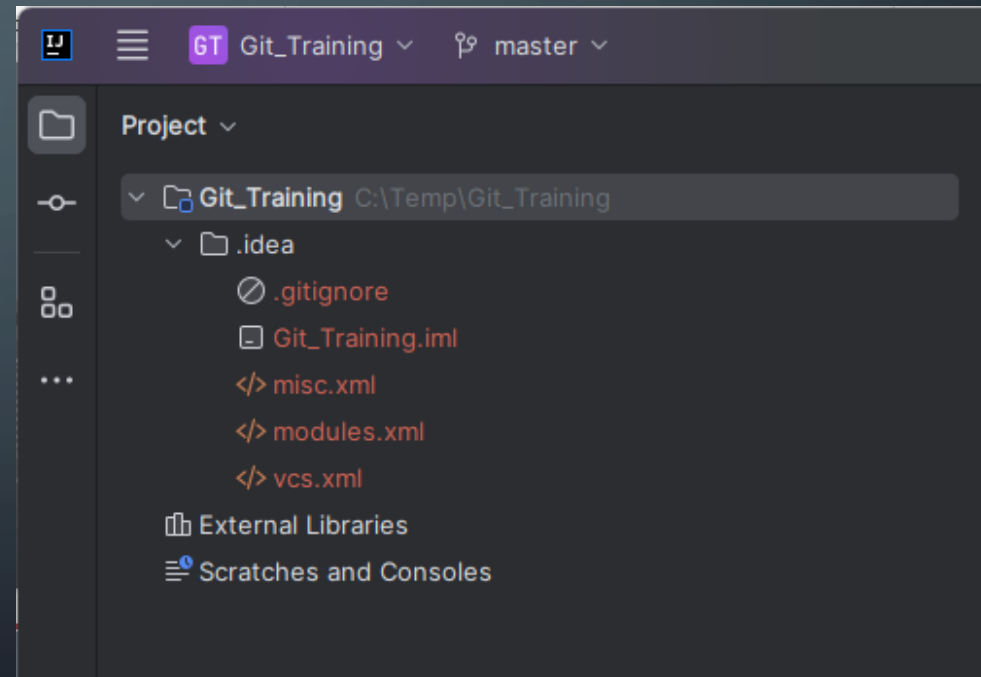 IJ
GT Git_Training master
Project
Git_Training C:\Temp\Git_Training
.idea
.gitignore
Git_Training.iml
</> misc.xml
</> modules.xml
</> vcs.xml
External Libraries
Scratches and Consoles